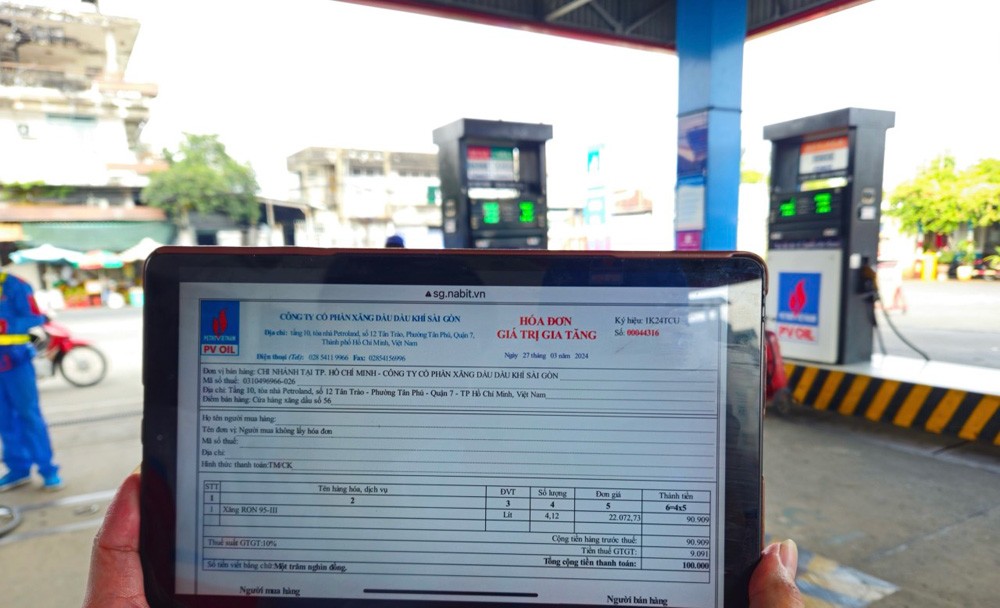 sg.nabit.vn
PETROVIETNAM
PV OIL
CÔNG TY CỔ PHẦN XĂNG DẦU DẦU KHÍ SÀI GÒN
Địa chỉ: tầng 10, tòa nhà Petroland, số 12 Tân Trào, Phường Tân Phú, Quận 7,
Thành phố Hồ Chí Minh, Việt Nam
Điện thoại (Tel): 028 5411 9966 Fax: 02854156996
HÓA ĐƠN
GIÁ TRỊ GIA TĂNG
Ngày 27 tháng 03 năm 2024
Ký hiệu: 1K24TCU
Số: 00044316
Đơn vị bán hàng: CHI NHÁNH TẠI TP. HỒ CHÍ MINH - CÔNG TY CỔ PHẦN XĂNG DẦU DẦU KHÍ SÀI GÒN
Mã số thuế: 0310496966-026
Địa chỉ: Tầng 10, tòa nhà Petroland, số 12 Tân Trào - Phường Tân Phú - Quận 7 - TP Hồ Chí Minh, Việt Nam
Điểm bán hàng: Cửa hàng xăng dầu số 56
Họ tên người mua hàng:
Tên đơn vị: Người mua không lấy hóa đơn
Mã số thuế:
Địa chỉ:
Hình thức thanh toán:TM/CK
STT Tên hàng hóa, dịch vụ ĐVT Số lượng Đơn giá Thành tiền
1 2 3 4 5 6=4x5
1 Xăng RON 95-III Lít 4,12 22.072,73 90.909
Cộng tiền hàng trước thuế: 90.909
Thuế suất GTGT:10% Tiền thuế GTGT: 9.091
Tổng cộng tiền thanh toán: 100.000
Số tiền viết bằng chữ:Một trăm nghìn đồng.
Người mua hàng Người bán hàng
PV OIL